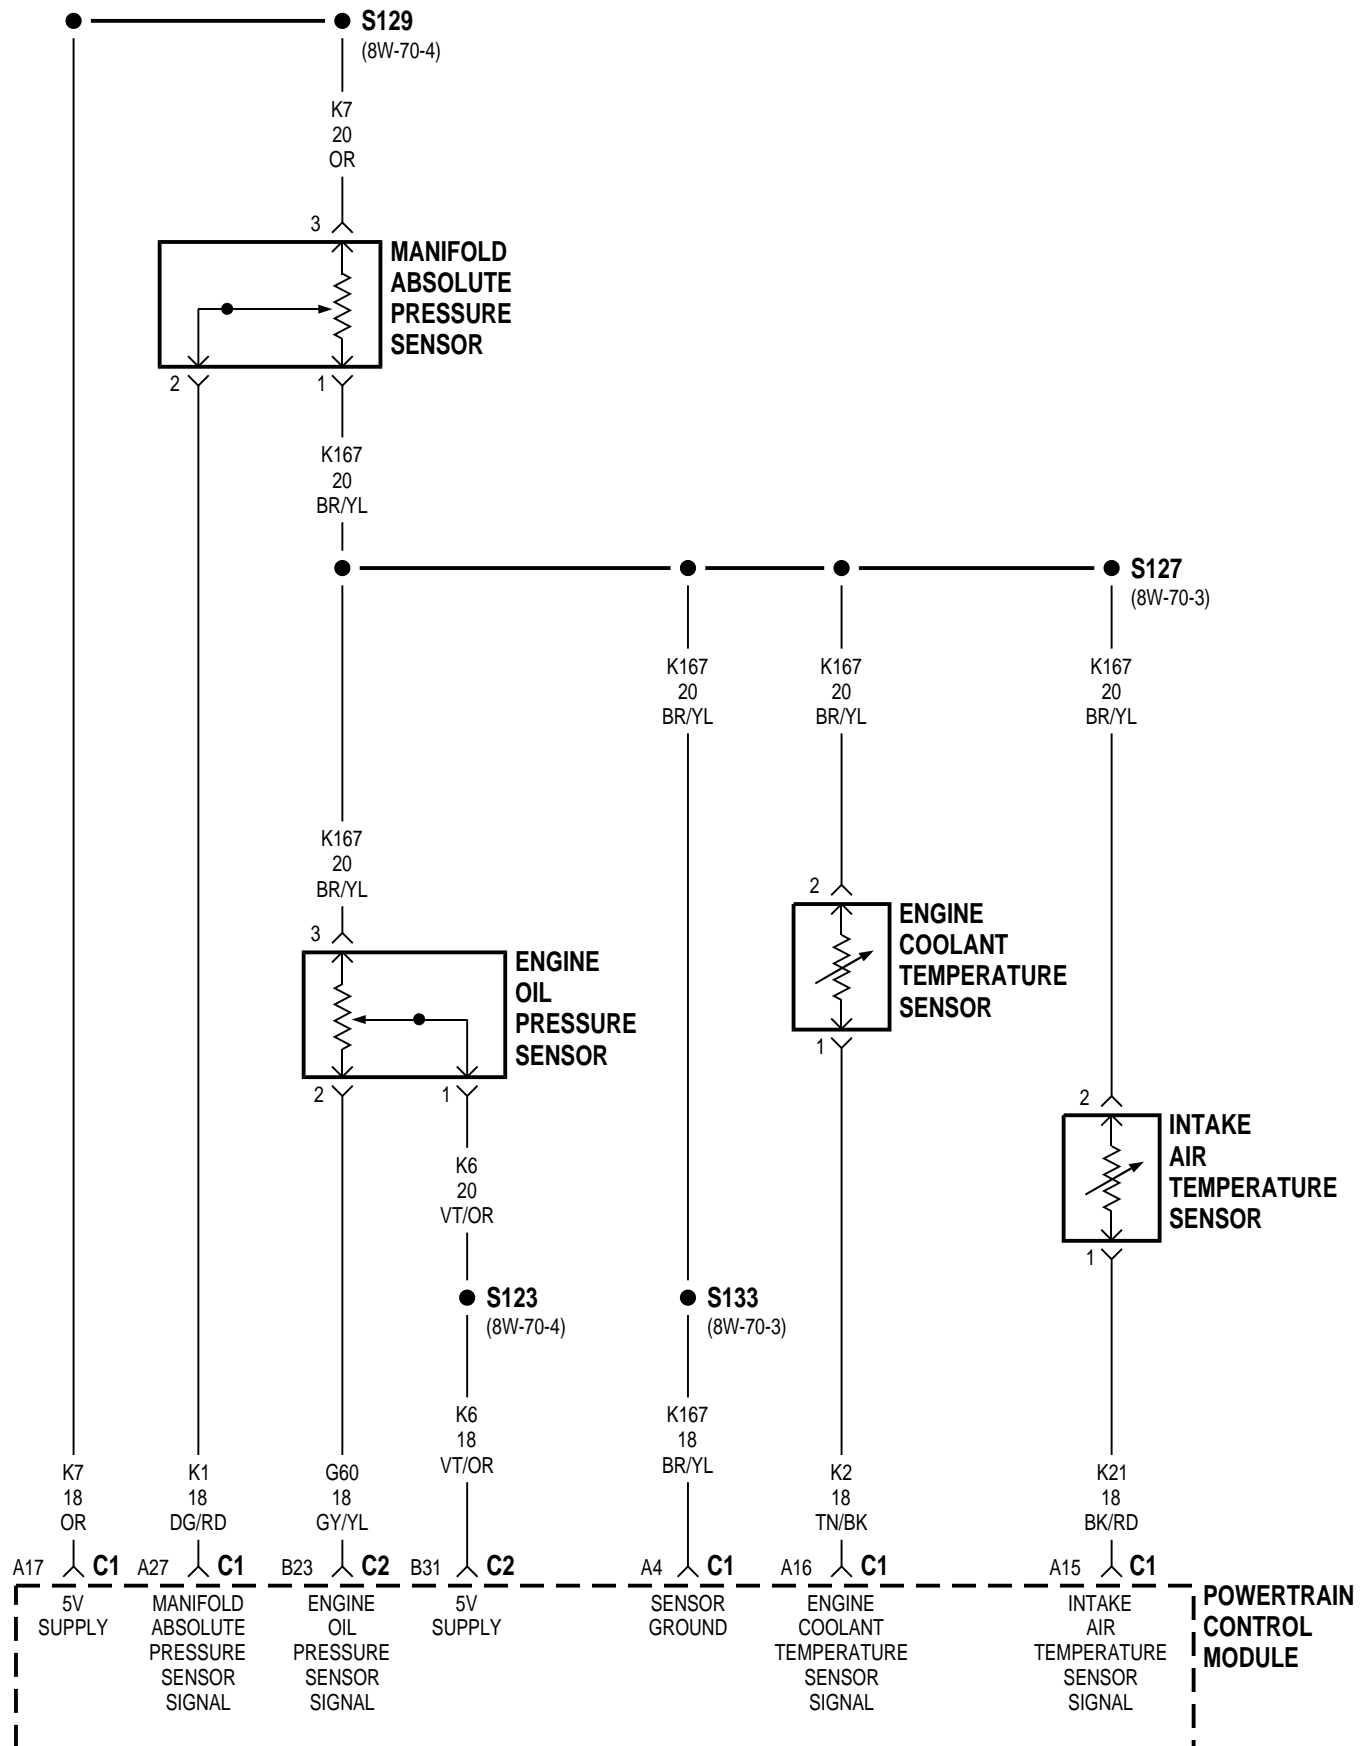 S129
(8W-70-4)
K7
20
OR
3
MANIFOLD
ABSOLUTE
PRESSURE
SENSOR
2
1
K167
20
BR/YL
S127
(8W-70-3)
K167
20
BR/YL
K167
20
BR/YL
K167
20
BR/YL
K167
20
BR/YL
3
ENGINE
OIL
PRESSURE
SENSOR
2
1
2
ENGINE
COOLANT
TEMPERATURE
SENSOR
1
2
INTAKE
AIR
TEMPERATURE
SENSOR
1
K6
20
VT/OR
S123
(8W-70-4)
S133
(8W-70-3)
K6
18
VT/OR
K167
18
BR/YL
K7
18
OR
K1
18
DG/RD
G60
18
GY/YL
K2
18
TN/BK
K21
18
BK/RD
A17 C1 A27 C1 B23 C2 B31 C2 A4 C1 A16 C1 A15 C1
5V
SUPPLY
MANIFOLD
ABSOLUTE
PRESSURE
SENSOR
SIGNAL
ENGINE
OIL
PRESSURE
SENSOR
SIGNAL
5V
SUPPLY
SENSOR
GROUND
ENGINE
COOLANT
TEMPERATURE
SENSOR
SIGNAL
INTAKE
AIR
TEMPERATURE
SENSOR
SIGNAL
POWERTRAIN
CONTROL
MODULE